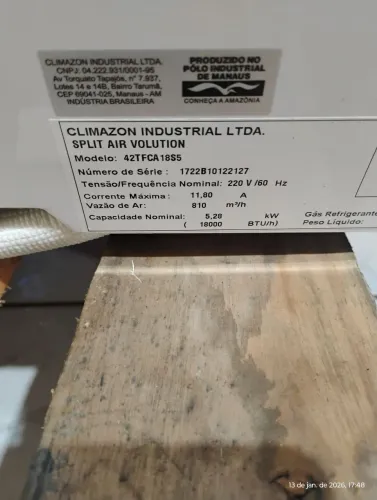 CLIMAZON INDUSTRIAL LTDA.
CNPJ: 04.222.931/0001-95
Av Torquato Tapajós, n° 7.937,
Lotes 14 e 14B, Bairro Tarumã,
CEP 69041-025, Manaus - AM
INDÚSTRIA BRASILEIRA
PRODUZIDO NO
PÓLO INDUSTRIAL
DE MANAUS
CONHEÇA A AMAZÔNIA
CLIMAZON INDUSTRIAL LTDA.
SPLIT AIR VOLUTION
Modelo: 42TFCA18S5
Número de Série : 1722B10122127
Tensão/Frequência Nominal: 220 V /60 Hz
Corrente Máxima : 11,80 A
Vazão de Ar: 810 m³/h
Capacidade Nominal: 5,28 kW
( 18000 BTU/h)
Gás Refrigerante
Peso Líquido:
13 de jan. de 2026, 17:48